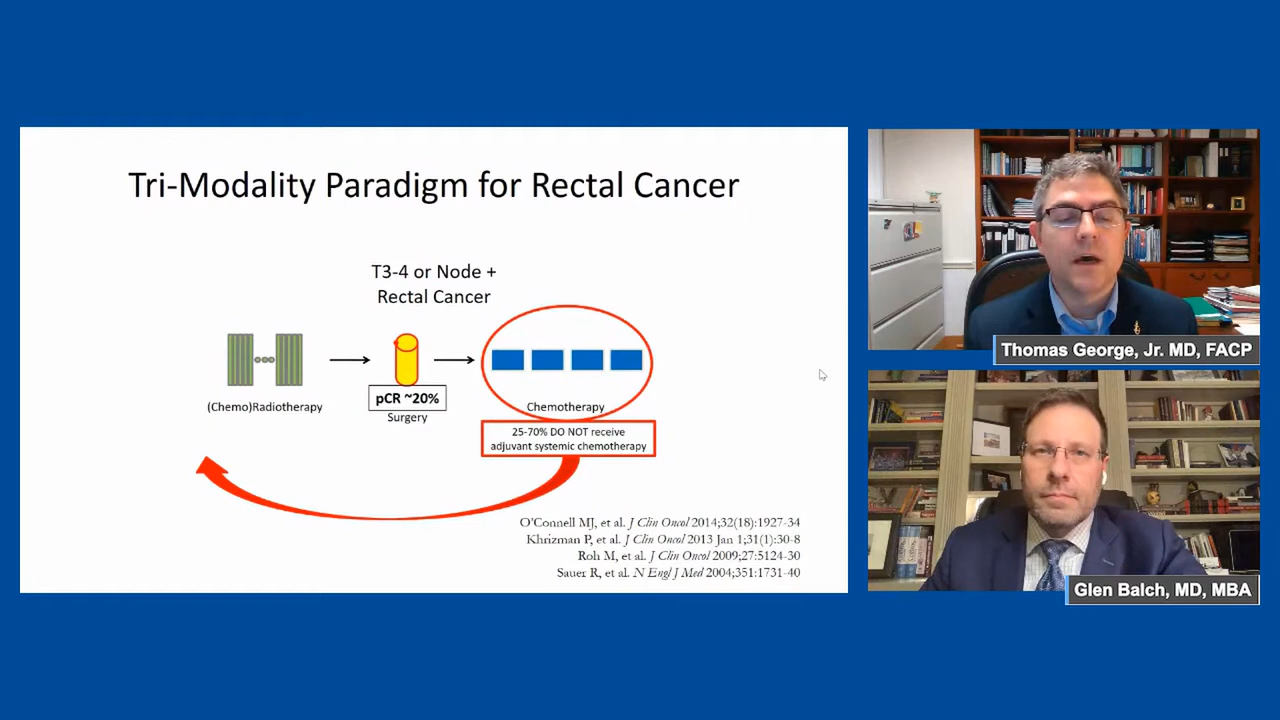 Tri-Modality Paradigm for Rectal Cancer
T3-4 or Node +
Rectal Cancer
(Chemo)Radiotherapy
pCR ~20%
Surgery
Chemotherapy
25-70% DO NOT receive
adjuvant systemic chemotherapy
O'Connell MJ, et al. J Clin Oncol 2014;32(18):1927-34
Khrizman P, et al. J Clin Oncol 2013 Jan 1;31(1):30-8
Roh M, et al. J Clin Oncol 2009;27:5124-30
Sauer R, et al. N Engl J Med 2004;351:1731-40
Thomas George, Jr. MD, FACP
Glen Balch, MD, MBA